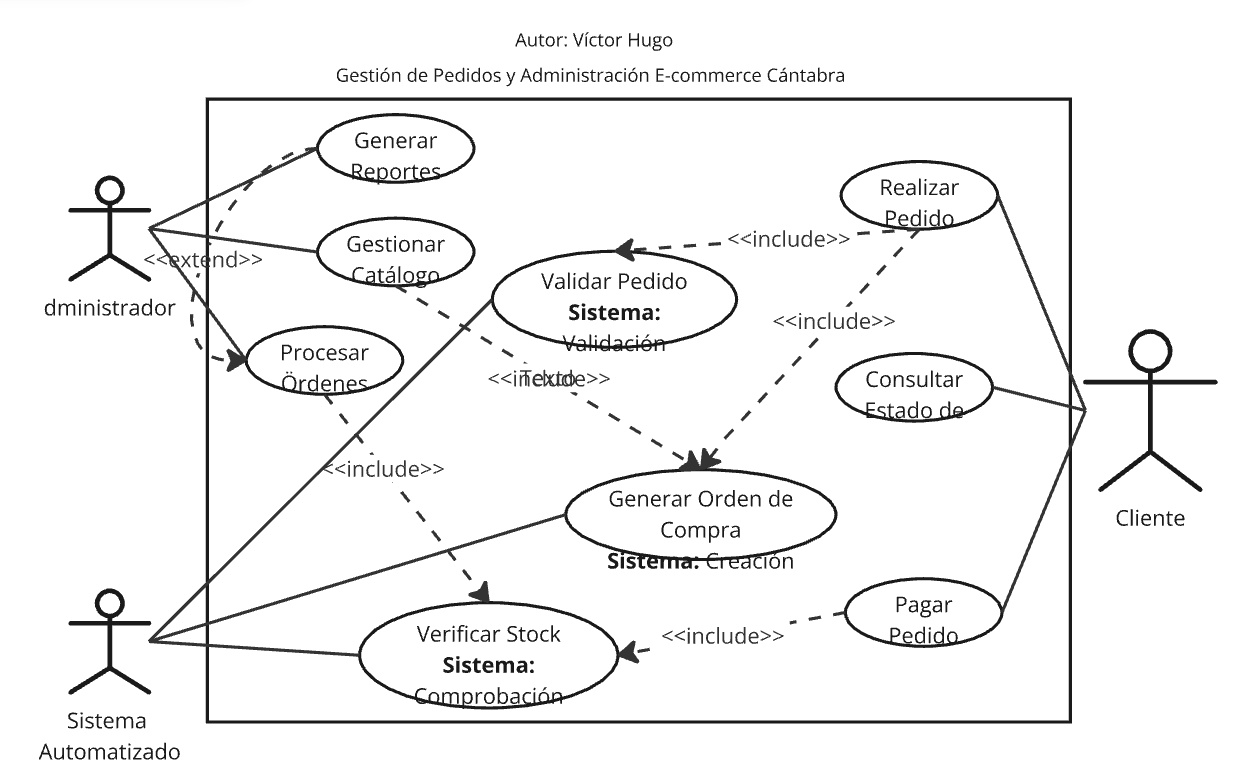 Autor: Víctor Hugo
Gestión de Pedidos y Administración E-commerce Cántabra
Generar
Reportes
Realizar
Pedido
<<include>>
Gestionar
Catálogo
<<extend>>
Validar Pedido
Sistema:
Validación
dministrador
<<include>>
Procesar
Órdenes
<<include>>
Texto
Consultar
Estado de
<<include>>
Generar Orden de
Compra
Sistema: Creación
Cliente
Verificar Stock
Sistema:
Comprobación
<<include>>
Pagar
Pedido
Sistema
Automatizado